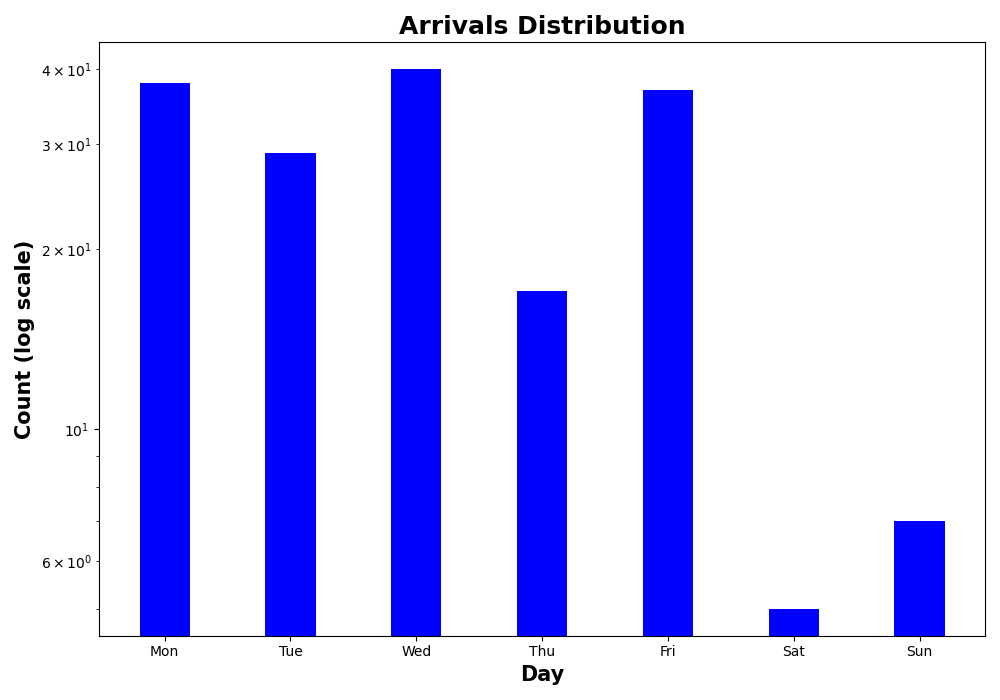 Arrivals Distribution
Count (log scale)
4 × 10¹
3 × 10¹
2 × 10¹
10¹
6 × 10⁰
Mon Tue Wed Thu Fri Sat Sun
Day